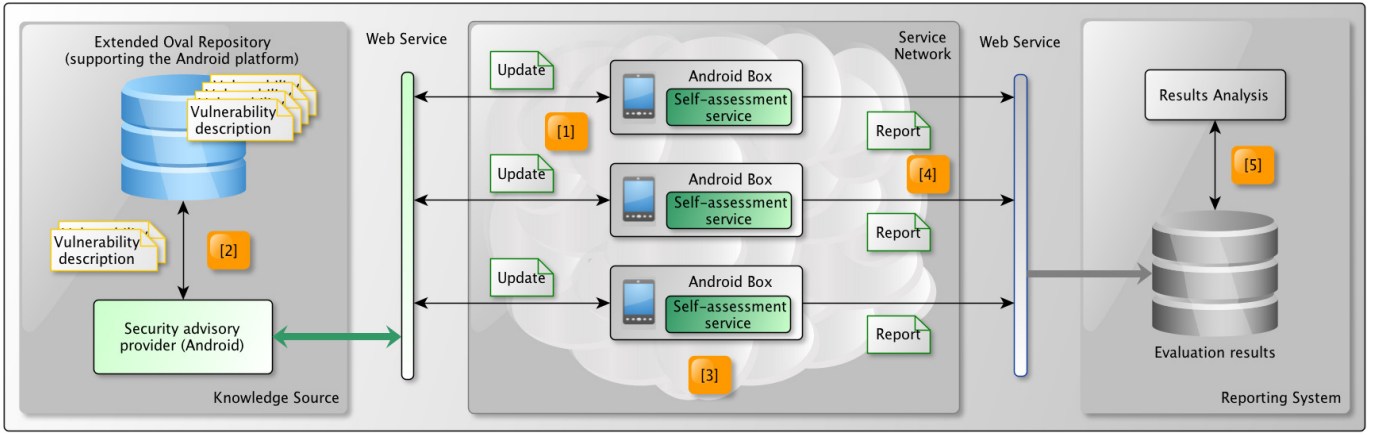 Extended Oval Repository
(supporting the Android platform)
Vulnerability
description
[2]
Vulnerability
description
Security advisory
provider (Android)
Knowledge Source
Web Service
Service
Network
Update
[1]
Android Box
Self-assessment
service
Report
[4]
Update
Android Box
Self-assessment
service
Report
Update
Android Box
Self-assessment
service
Report
[3]
Web Service
Results Analysis
[5]
Evaluation results
Reporting System